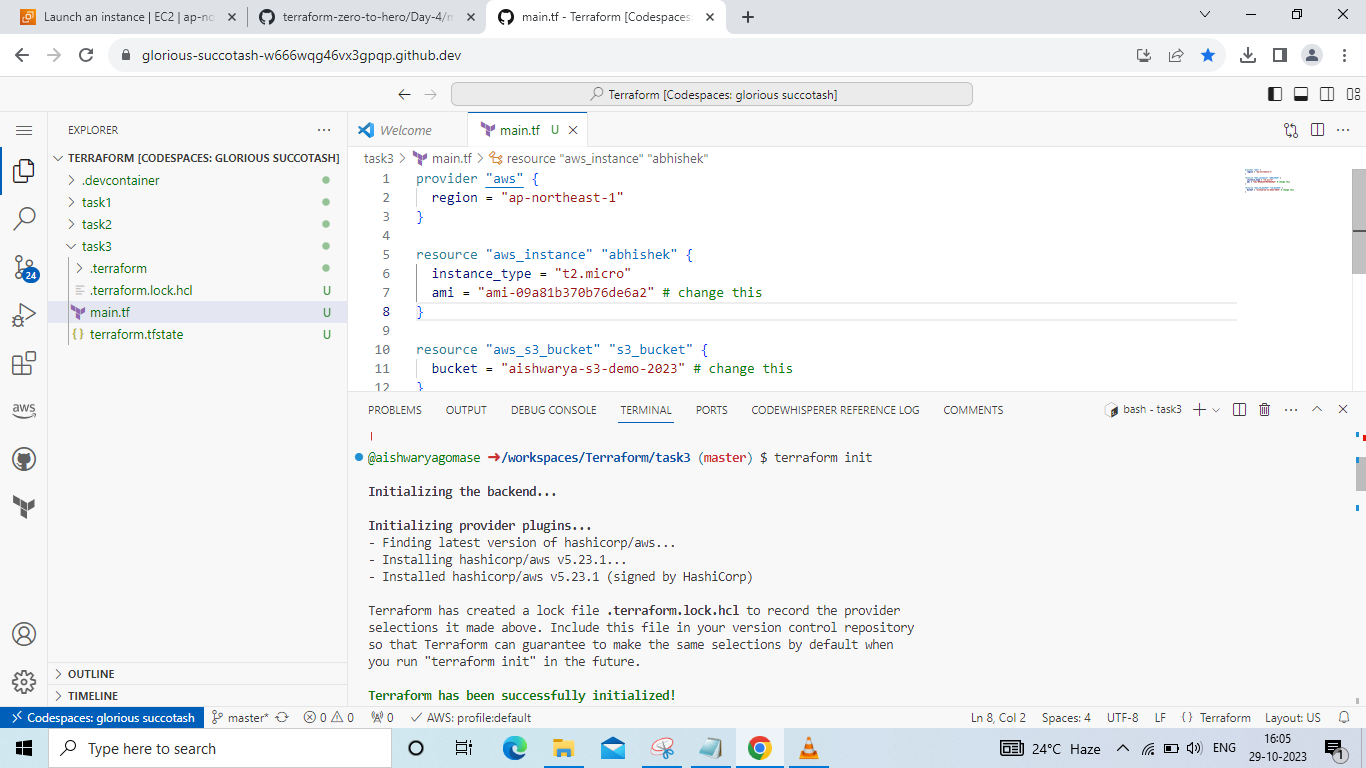 Launch an instance | EC2 | ap-no
terraform-zero-to-hero/Day-4/m
main.tf - Terraform [Codespaces:
glorious-succotash-w666wqg46vx3gpqp.github.dev
Terraform [Codespaces: glorious succotash]
EXPLORER
TERRAFORM [CODESPACES: GLORIOUS SUCCOTASH]
.devcontainer
task1
task2
task3
.terraform
.terraform.lock.hcl U
main.tf U
terraform.tfstate U
24
aws
OUTLINE
TIMELINE
Welcome
main.tf U
task3 > main.tf > resource "aws_instance" "abhishek"
1 provider "aws" {
2 region = "ap-northeast-1"
3 }
4
5 resource "aws_instance" "abhishek" {
6 instance_type = "t2.micro"
7 ami = "ami-09a81b370b76de6a2" # change this
8 }
9
10 resource "aws_s3_bucket" "s3_bucket" {
11 bucket = "aishwarya-s3-demo-2023" # change this
12 }
PROBLEMS OUTPUT DEBUG CONSOLE TERMINAL PORTS CODEWHISPERER REFERENCE LOG COMMENTS
bash - task3
@aishwaryagomase ➜/workspaces/Terraform/task3 (master) $ terraform init
Initializing the backend...
Initializing provider plugins...
- Finding latest version of hashicorp/aws...
- Installing hashicorp/aws v5.23.1...
- Installed hashicorp/aws v5.23.1 (signed by HashiCorp)
Terraform has created a lock file .terraform.lock.hcl to record the provider
selections it made above. Include this file in your version control repository
so that Terraform can guarantee to make the same selections by default when
you run "terraform init" in the future.
Terraform has been successfully initialized!
Codespaces: glorious succotash master* 0 0 0 AWS: profile:default
Ln 8, Col 2 Spaces: 4 UTF-8 LF {} Terraform Layout: US
Type here to search
24°C Haze
ENG
16:05
29-10-2023
1